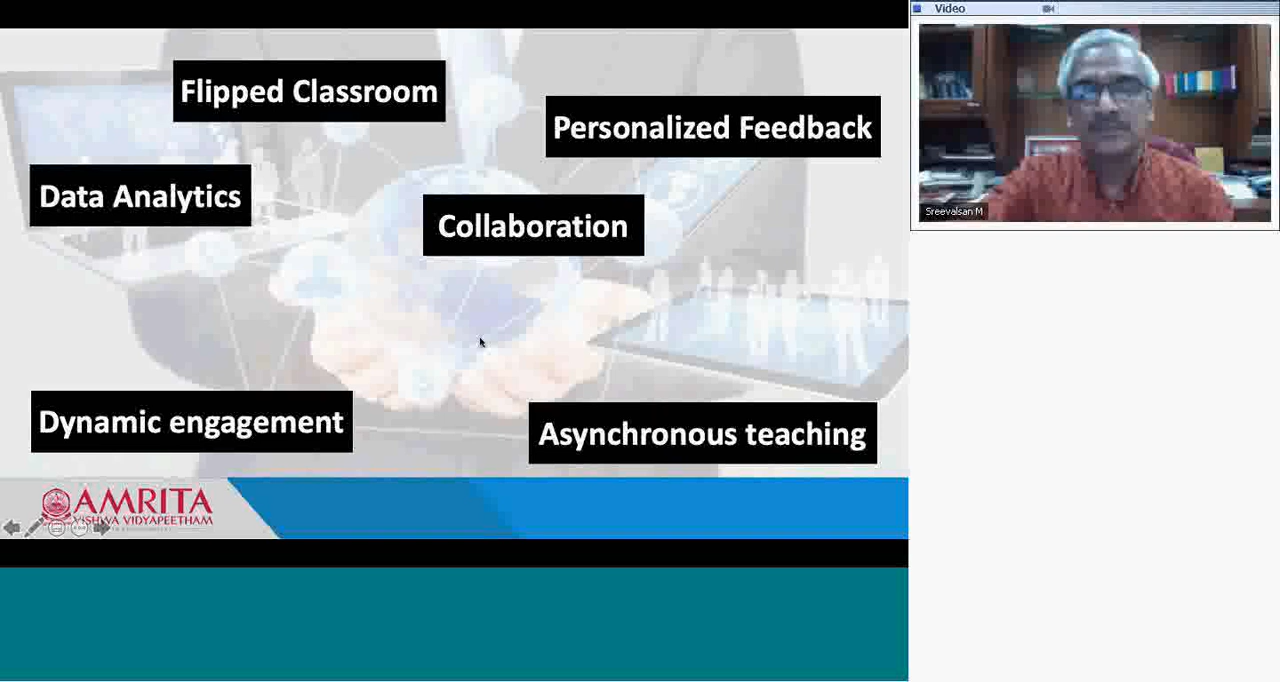 Video
Flipped Classroom
Personalized Feedback
Data Analytics
Collaboration
Sreevalsan M
Dynamic engagement
Asynchronous teaching
AMRITA
VISHWA VIDYAPEETHAM